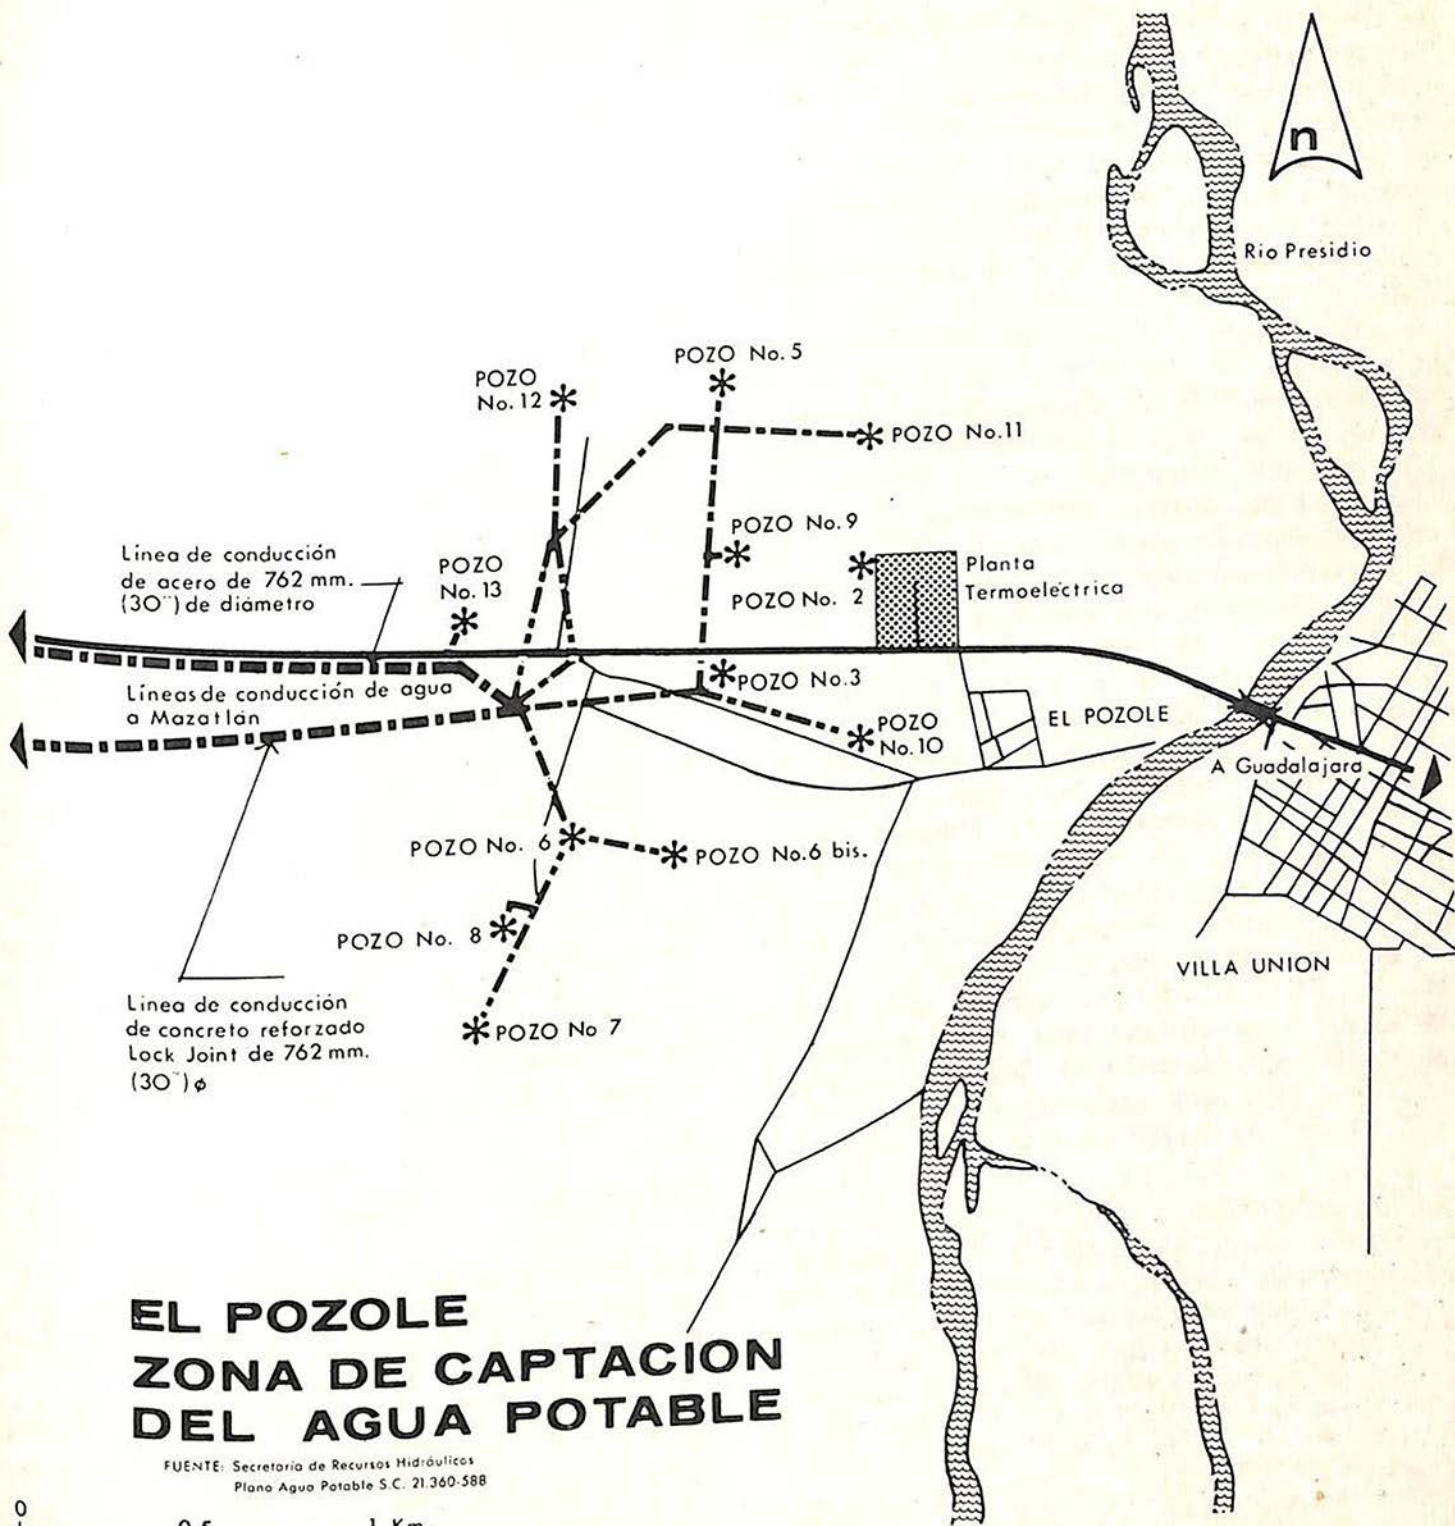 n
Rio Presidio
POZO No. 5
POZO
No. 12
POZO No. 11
POZO No. 9
Linea de conducción
de acero de 762 mm.
(30¨) de diámetro
POZO
No. 13
POZO No. 2
Planta
Termoeléctrica
POZO No. 3
Líneas de conducción de agua
a Mazatlán
POZO
No. 10
EL POZOLE
A Guadalajara
POZO No. 6
POZO No. 6 bis.
POZO No. 8
VILLA UNION
Linea de conducción
de concreto reforzado
Lock Joint de 762 mm.
(30¨) ø
POZO No 7
EL POZOLE
ZONA DE CAPTACION
DEL AGUA POTABLE
FUENTE: Secretaria de Recursos Hidráulicos
Plano Agua Potable S.C. 21.360-588
0
0.5
1 Km.